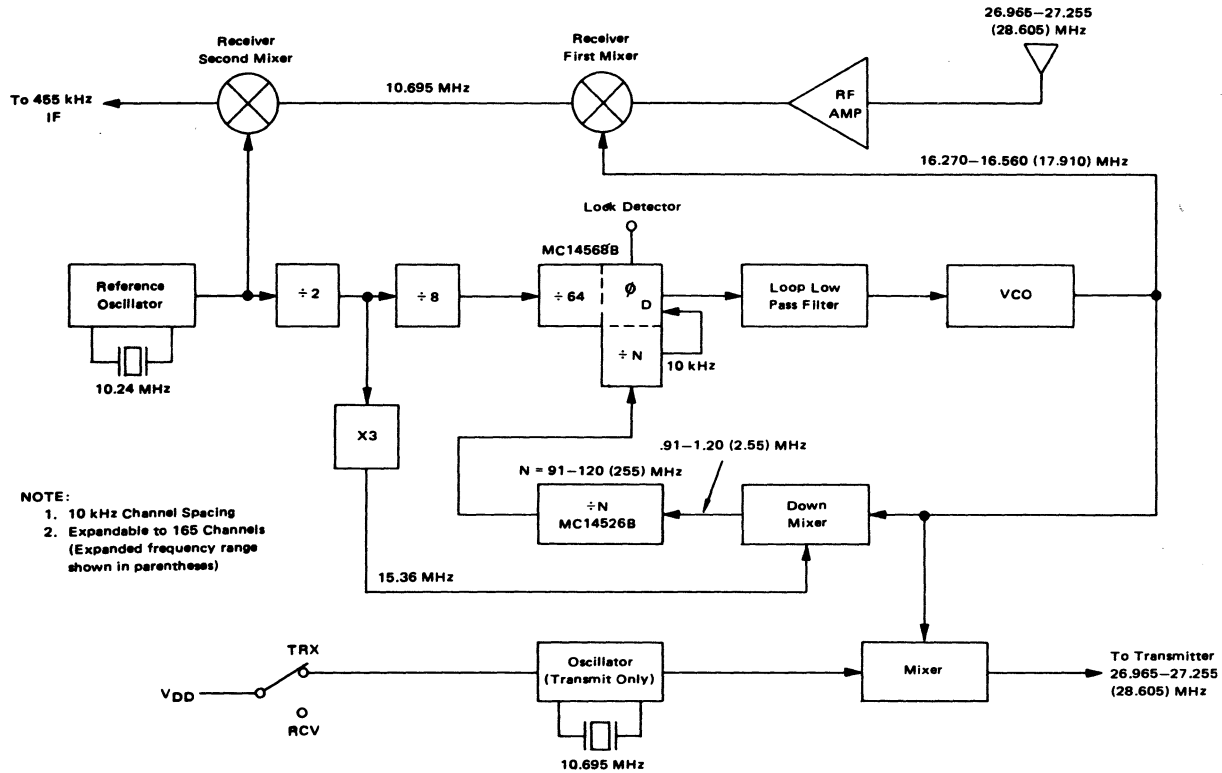 26.965–27.255
(28.605) MHz
Receiver
Second Mixer
Receiver
First Mixer
To 455 kHz
IF
10.695 MHz
RF
AMP
16.270–16.560 (17.910) MHz
Lock Detector
MC14568B
Reference
Oscillator
÷2
÷8
÷64
ϕ
D
Loop Low
Pass Filter
VCO
÷N
10 kHz
10.24 MHz
X3
.91–1.20 (2.55) MHz
N = 91–120 (255) MHz
÷N
MC14526B
Down
Mixer
NOTE:
1. 10 kHz Channel Spacing
2. Expandable to 165 Channels
(Expanded frequency range
shown in parentheses)
15.36 MHz
TRX
VDD
RCV
Oscillator
(Transmit Only)
Mixer
To Transmitter
26.965–27.255
(28.605) MHz
10.695 MHz